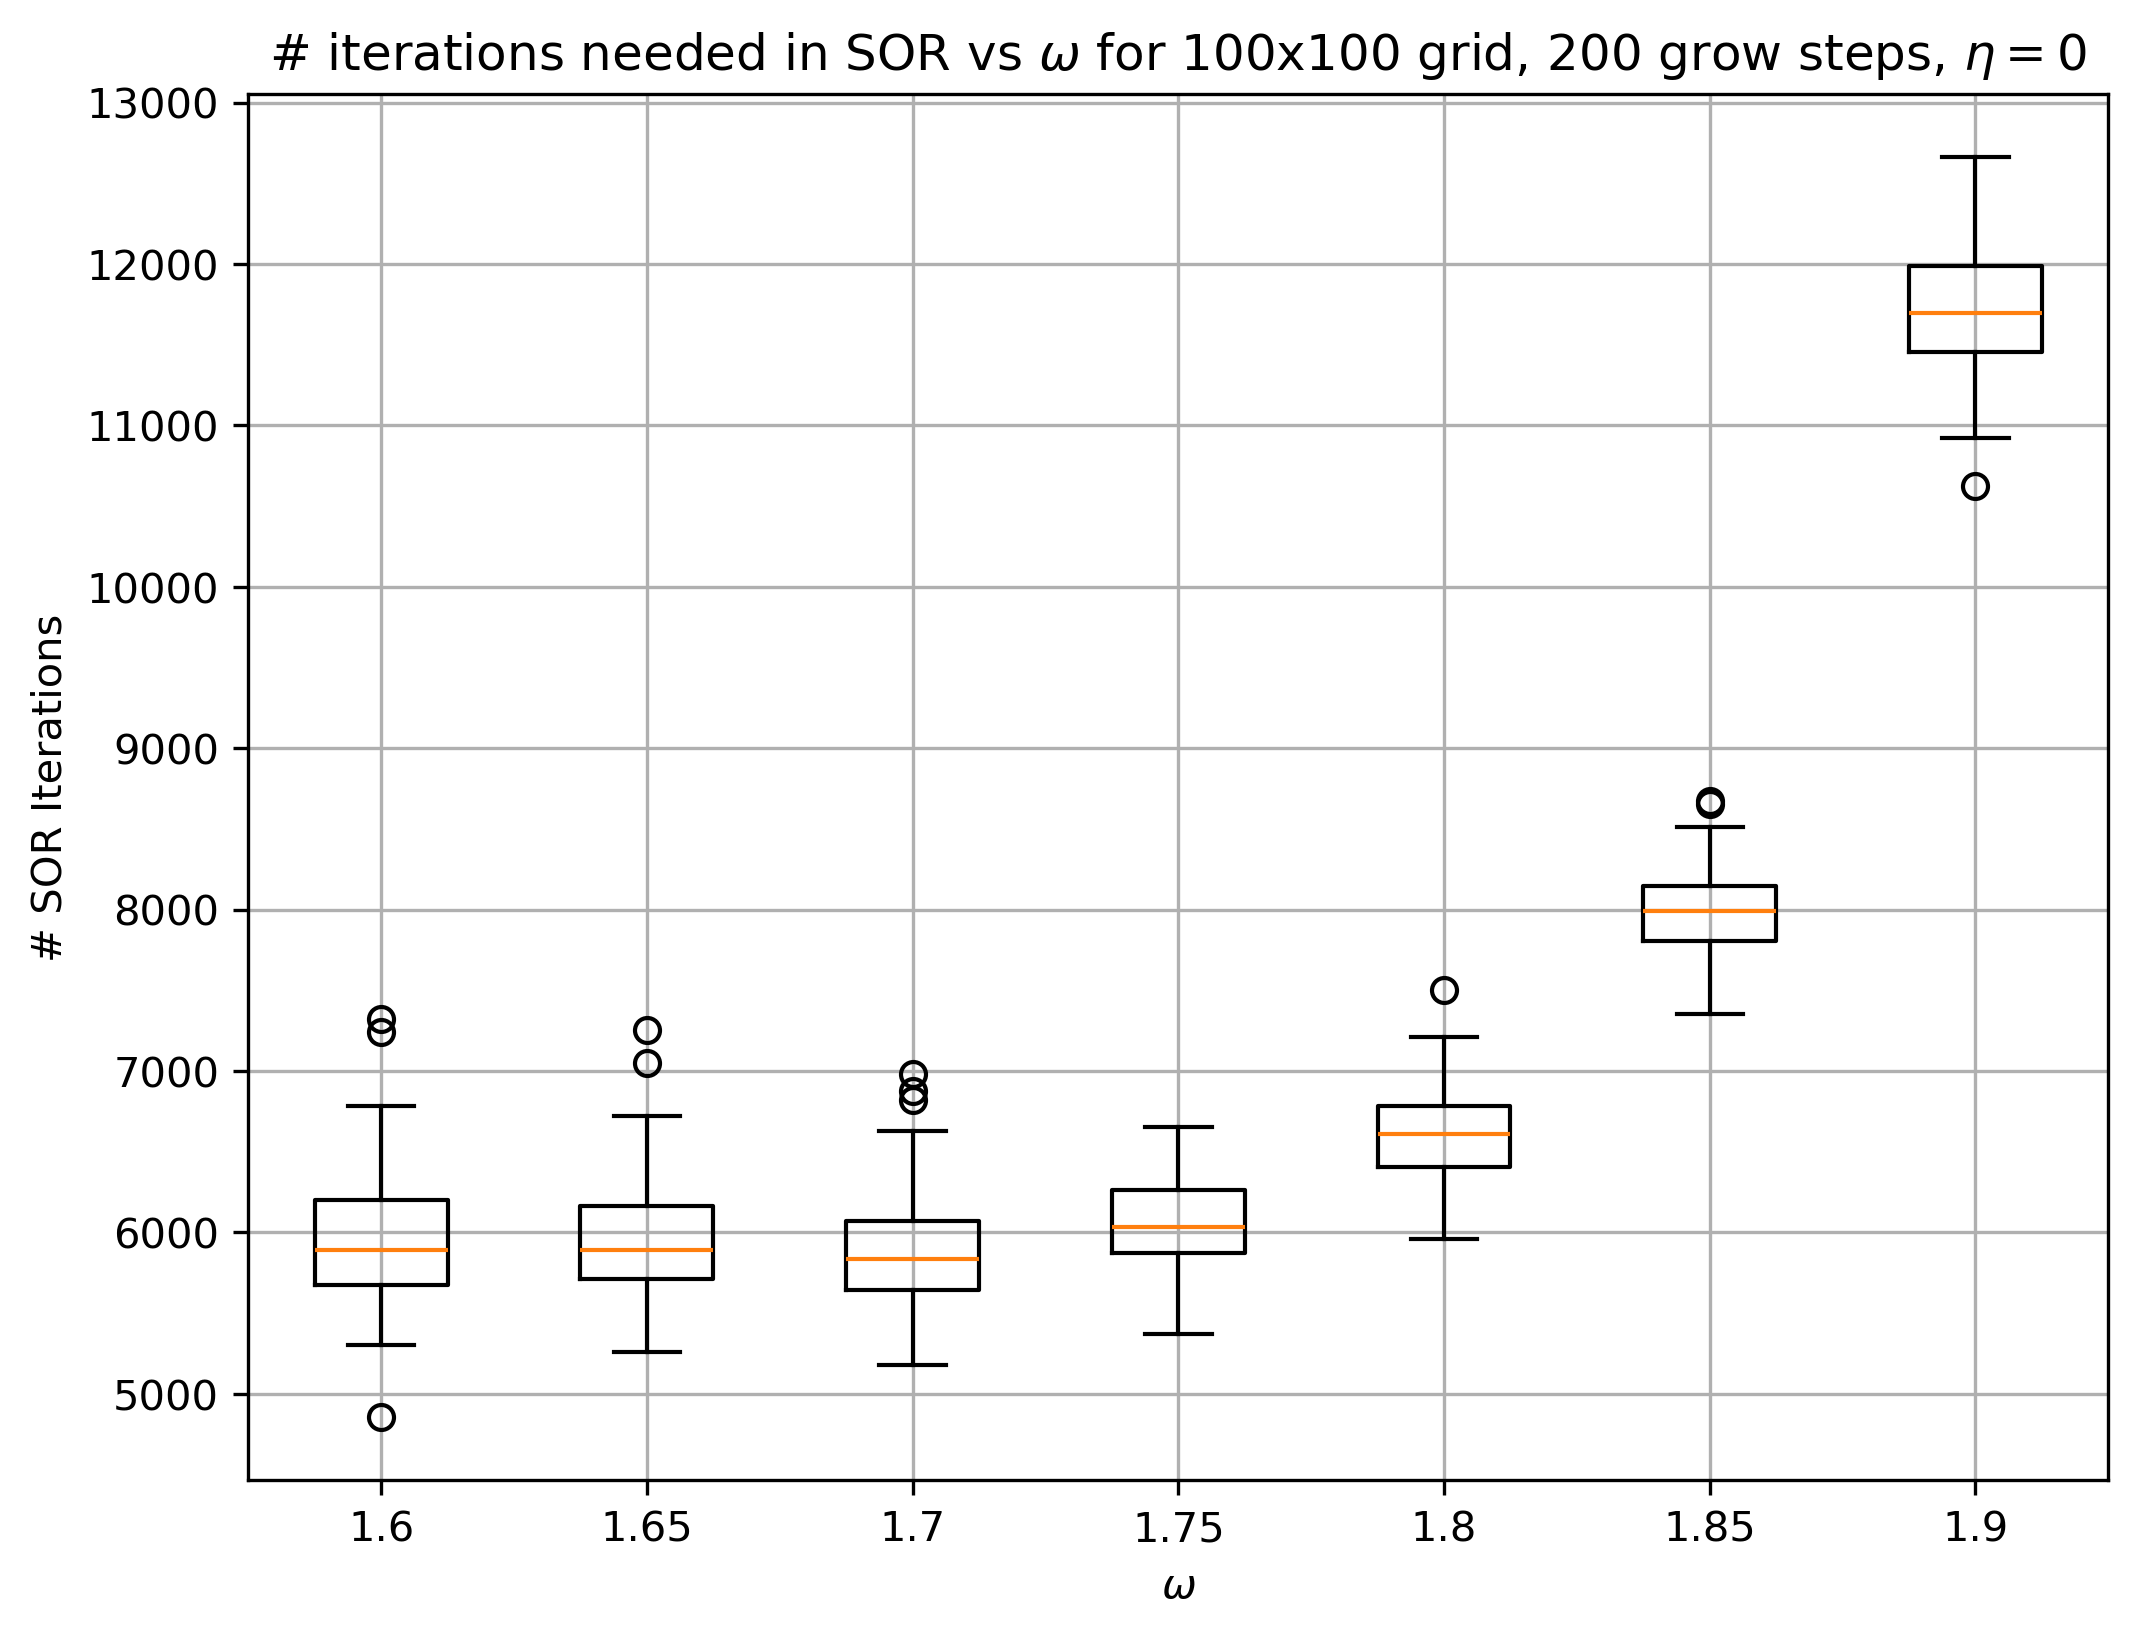 # iterations needed in SOR vs ω for 100x100 grid, 200 grow steps, η = 0
13000
12000
11000
10000
9000
8000
7000
6000
5000
# SOR Iterations
1.6 1.65 1.7 1.75 1.8 1.85 1.9
ω